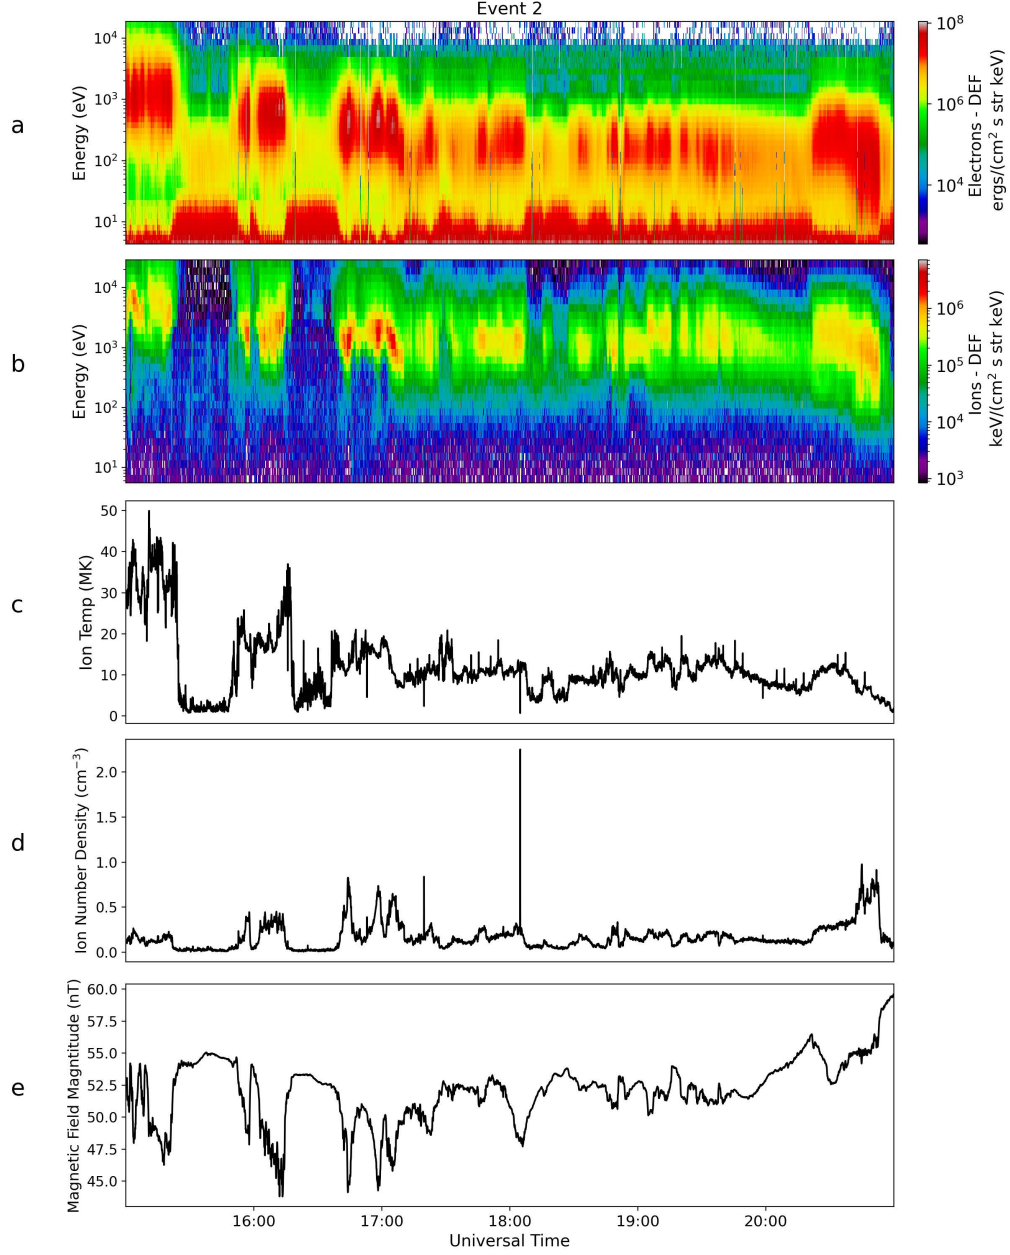 Event 2
a
Energy (eV)
10⁴
10³
10²
10¹
10⁸
10⁶
10⁴
Electrons - DEF
ergs/(cm² s str keV)
b
Energy (eV)
10⁴
10³
10²
10¹
10⁶
10⁵
10⁴
10³
Ions - DEF
keV/(cm² s str keV)
c
Ion Temp (MK)
50
40
30
20
10
0
d
Ion Number Density (cm⁻³)
2.0
1.5
1.0
0.5
0.0
e
Magnetic Field Magntitude (nT)
60.0
57.5
55.0
52.5
50.0
47.5
45.0
16:00 17:00 18:00 19:00 20:00
Universal Time